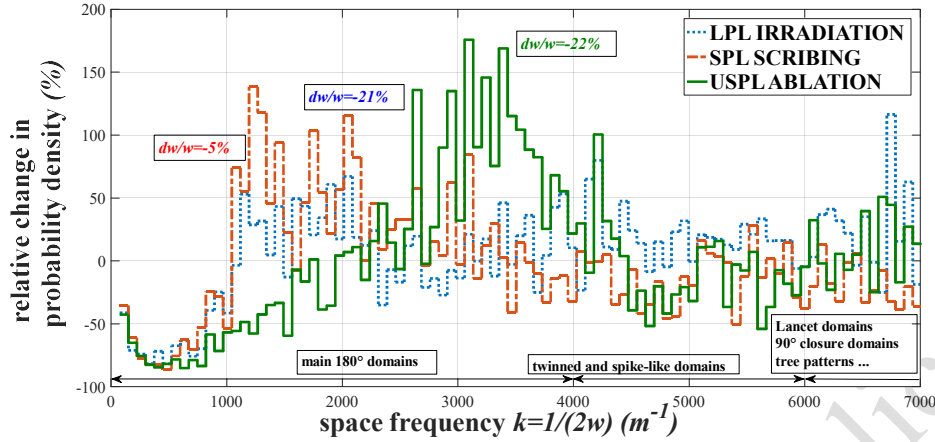 200
150
100
50
0
-50
-100
relative change in
probability density (%)
dw/w=-5%
dw/w=-21%
dw/w=-22%
LPL IRRADIATION
SPL SCRIBING
USPL ABLATION
main 180° domains
twinned and spike-like domains
Lancet domains
90° closure domains
tree patterns ...
0
1000
2000
3000
4000
5000
6000
7000
space frequency k=1/(2w) (m⁻¹)